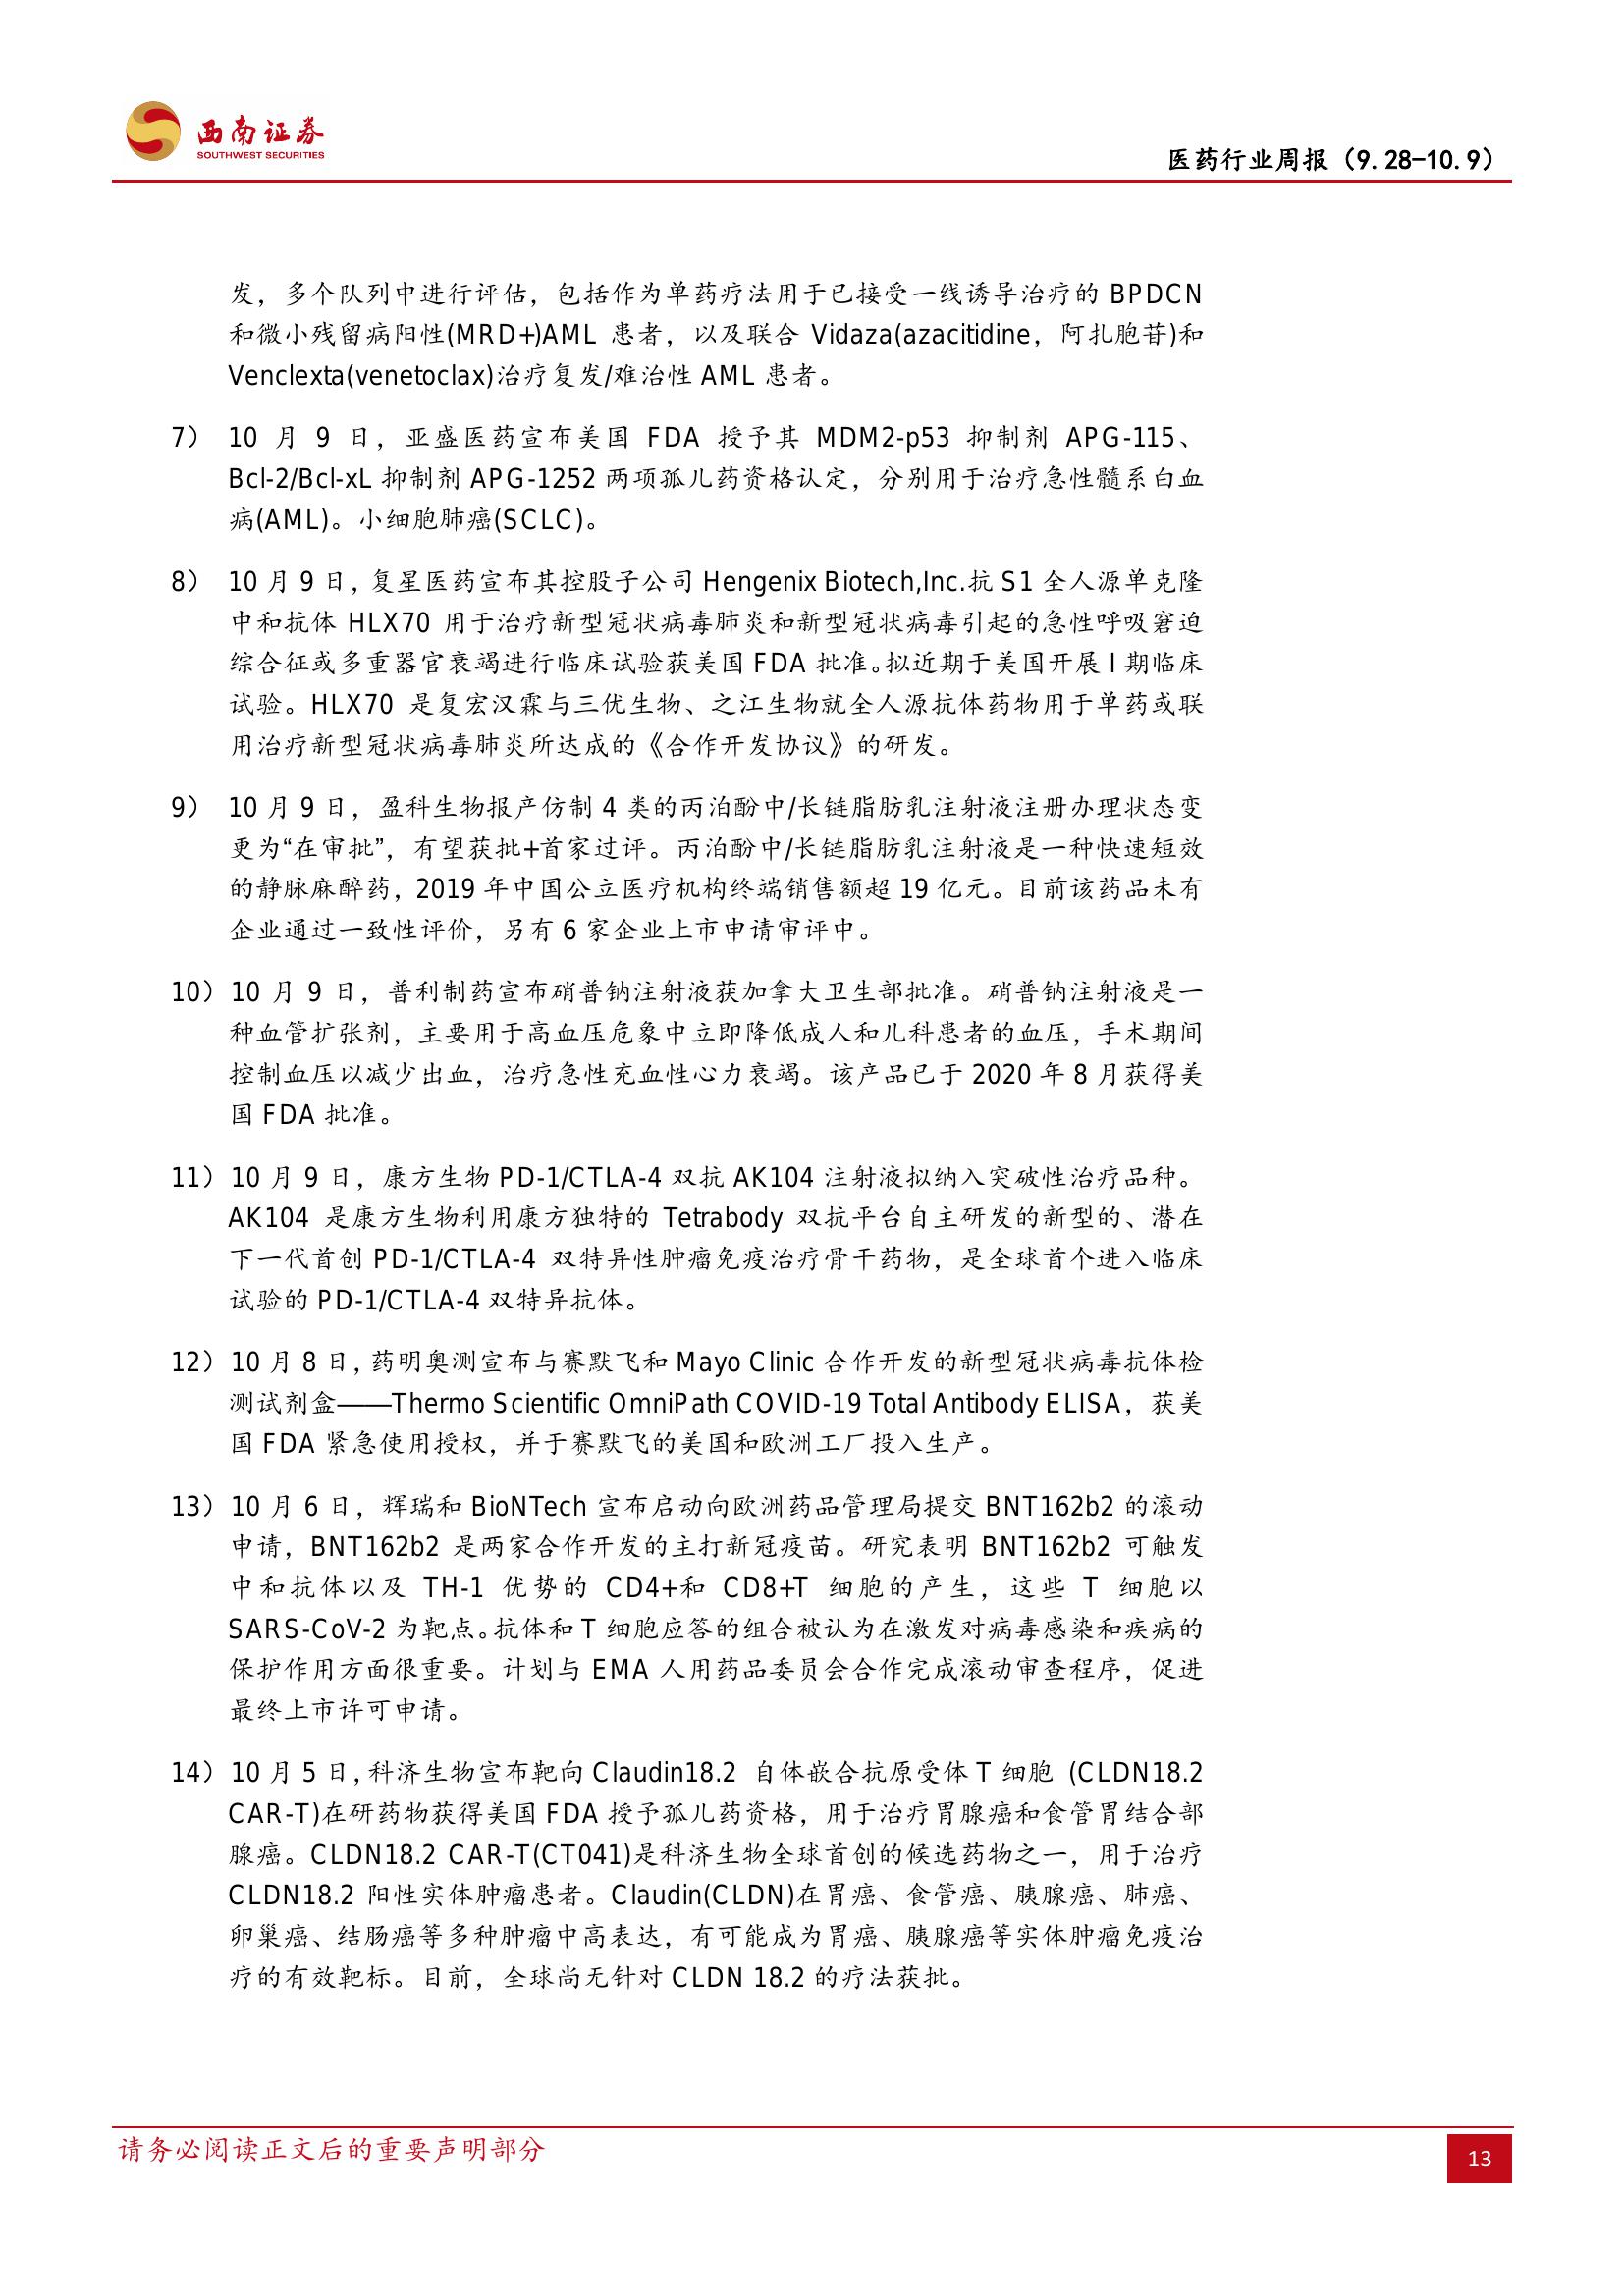 西南证券
SOUTHWEST SECURITIES
医药行业周报（9.28-10.9）
发，多个队列中进行评估，包括作为单药疗法用于已接受一线诱导治疗的 BPDCN
和微小残留病阳性(MRD+)AML 患者，以及联合 Vidaza(azacitidine，阿扎胞苷)和
Venclexta(venetoclax)治疗复发/难治性 AML 患者。
7） 10 月 9 日，亚盛医药宣布美国 FDA 授予其 MDM2-p53 抑制剂 APG-115、
Bcl-2/Bcl-xL 抑制剂 APG-1252 两项孤儿药资格认定，分别用于治疗急性髓系白血
病(AML)。小细胞肺癌(SCLC)。
8） 10 月 9 日，复星医药宣布其控股子公司 Hengenix Biotech,Inc.抗 S1 全人源单克隆
中和抗体 HLX70 用于治疗新型冠状病毒肺炎和新型冠状病毒引起的急性呼吸窘迫
综合征或多重器官衰竭进行临床试验获美国 FDA 批准。拟近期于美国开展 I 期临床
试验。HLX70 是复宏汉霖与三优生物、之江生物就全人源抗体药物用于单药或联
用治疗新型冠状病毒肺炎所达成的《合作开发协议》的研发。
9） 10 月 9 日，盈科生物报产仿制 4 类的丙泊酚中/长链脂肪乳注射液注册办理状态变
更为“在审批”，有望获批+首家过评。丙泊酚中/长链脂肪乳注射液是一种快速短效
的静脉麻醉药，2019 年中国公立医疗机构终端销售额超 19 亿元。目前该药品未有
企业通过一致性评价，另有 6 家企业上市申请审评中。
10） 10 月 9 日，普利制药宣布硝普钠注射液获加拿大卫生部批准。硝普钠注射液是一
种血管扩张剂，主要用于高血压危象中立即降低成人和儿科患者的血压，手术期间
控制血压以减少出血，治疗急性充血性心力衰竭。该产品已于 2020 年 8 月获得美
国 FDA 批准。
11） 10 月 9 日，康方生物 PD-1/CTLA-4 双抗 AK104 注射液拟纳入突破性治疗品种。
AK104 是康方生物利用康方独特的 Tetrabody 双抗平台自主研发的新型的、潜在
下一代首创 PD-1/CTLA-4 双特异性肿瘤免疫治疗骨干药物，是全球首个进入临床
试验的 PD-1/CTLA-4 双特异抗体。
12） 10 月 8 日，药明奥测宣布与赛默飞和 Mayo Clinic 合作开发的新型冠状病毒抗体检
测试剂盒——Thermo Scientific OmniPath COVID-19 Total Antibody ELISA，获美
国 FDA 紧急使用授权，并于赛默飞的美国和欧洲工厂投入生产。
13） 10 月 6 日，辉瑞和 BioNTech 宣布启动向欧洲药品管理局提交 BNT162b2 的滚动
申请，BNT162b2 是两家合作开发的主打新冠疫苗。研究表明 BNT162b2 可触发
中和抗体以及 TH-1 优势的 CD4+和 CD8+T 细胞的产生，这些 T 细胞以
SARS-CoV-2 为靶点。抗体和 T 细胞应答的组合被认为在激发对病毒感染和疾病的
保护作用方面很重要。计划与 EMA 人用药品委员会合作完成滚动审查程序，促进
最终上市许可申请。
14） 10 月 5 日，科济生物宣布靶向 Claudin18.2 自体嵌合抗原受体 T 细胞 (CLDN18.2
CAR-T)在研药物获得美国 FDA 授予孤儿药资格，用于治疗胃腺癌和食管胃结合部
腺癌。CLDN18.2 CAR-T(CT041)是科济生物全球首创的候选药物之一，用于治疗
CLDN18.2 阳性实体肿瘤患者。Claudin(CLDN)在胃癌、食管癌、胰腺癌、肺癌、
卵巢癌、结肠癌等多种肿瘤中高表达，有可能成为胃癌、胰腺癌等实体肿瘤免疫治
疗的有效靶标。目前，全球尚无针对 CLDN 18.2 的疗法获批。
请务必阅读正文后的重要声明部分
13